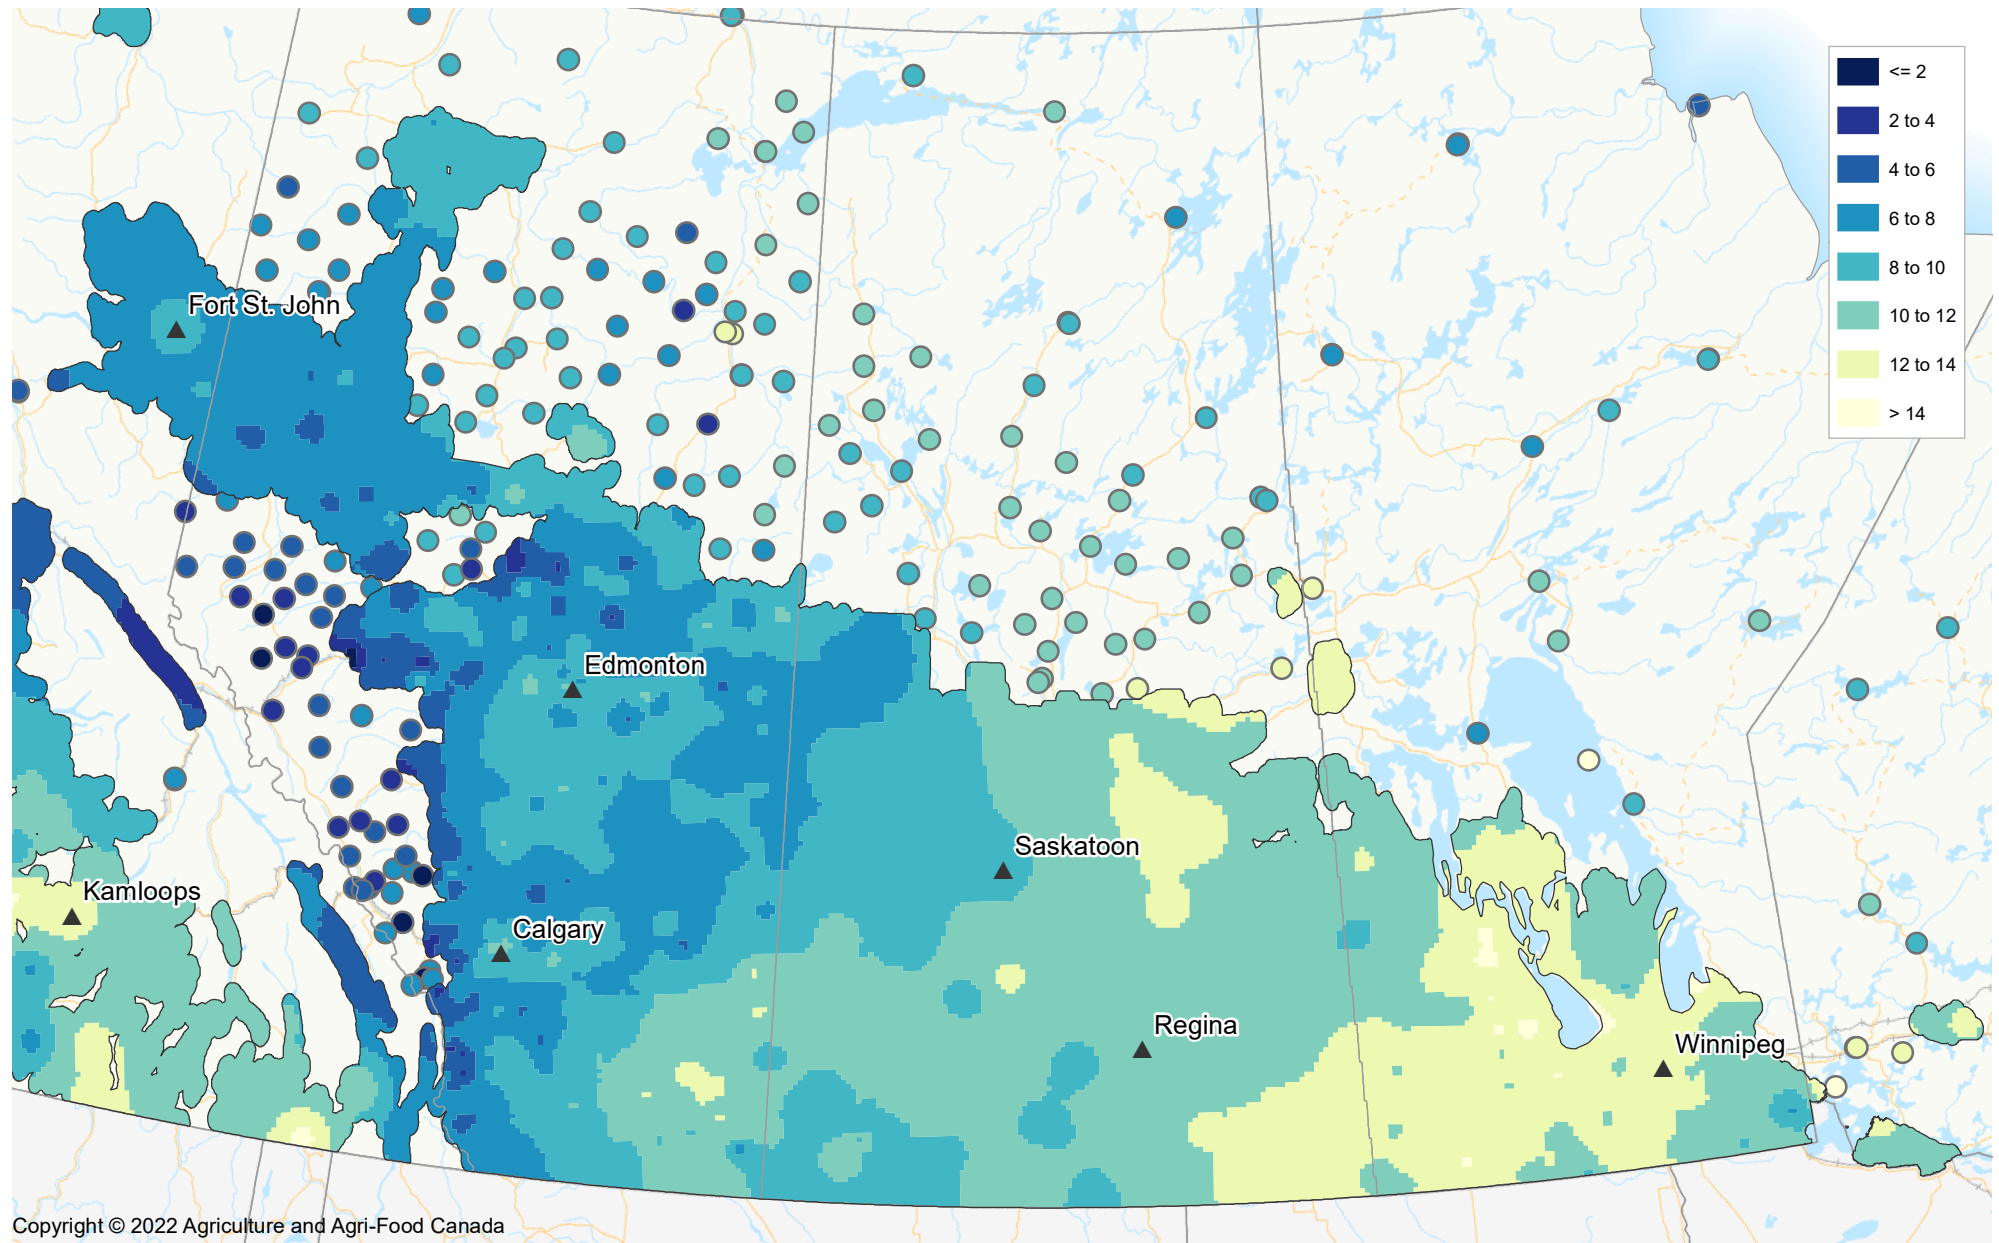 <= 2
2 to 4
4 to 6
6 to 8
8 to 10
10 to 12
12 to 14
> 14
Fort St. John
Edmonton
Saskatoon
Kamloops
Calgary
Regina
Winnipeg
Copyright © 2022 Agriculture and Agri-Food Canada